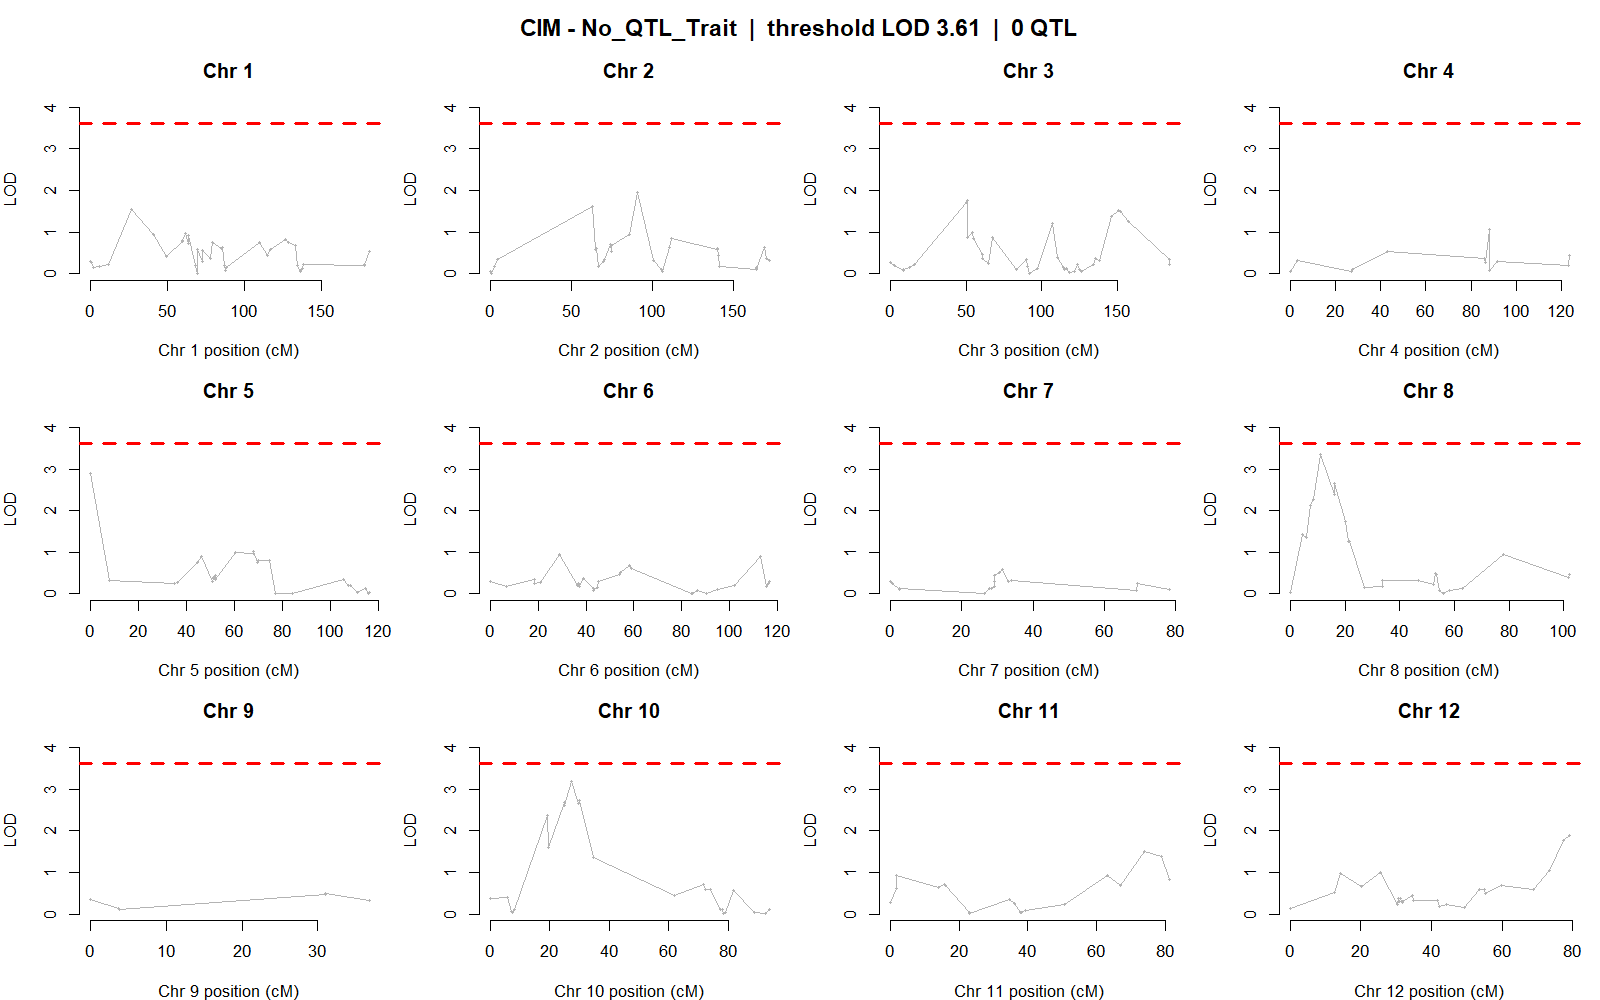 CIM - No_QTL_Trait | threshold LOD 3.61 | 0 QTL
Chr 1
Chr 2
Chr 3
Chr 4
LOD
0 1 2 3 4
0 50 100 150
Chr 1 position (cM)
LOD
0 1 2 3 4
0 50 100 150
Chr 2 position (cM)
LOD
0 1 2 3 4
0 50 100 150
Chr 3 position (cM)
LOD
0 1 2 3 4
0 20 40 60 80 100 120
Chr 4 position (cM)
Chr 5
Chr 6
Chr 7
Chr 8
LOD
0 1 2 3 4
0 20 40 60 80 100 120
Chr 5 position (cM)
LOD
0 1 2 3 4
0 20 40 60 80 100 120
Chr 6 position (cM)
LOD
0 1 2 3 4
0 20 40 60 80
Chr 7 position (cM)
LOD
0 1 2 3 4
0 20 40 60 80 100
Chr 8 position (cM)
Chr 9
Chr 10
Chr 11
Chr 12
LOD
0 1 2 3 4
0 10 20 30
Chr 9 position (cM)
LOD
0 1 2 3 4
0 20 40 60 80
Chr 10 position (cM)
LOD
0 1 2 3 4
0 20 40 60 80
Chr 11 position (cM)
LOD
0 1 2 3 4
0 20 40 60 80
Chr 12 position (cM)